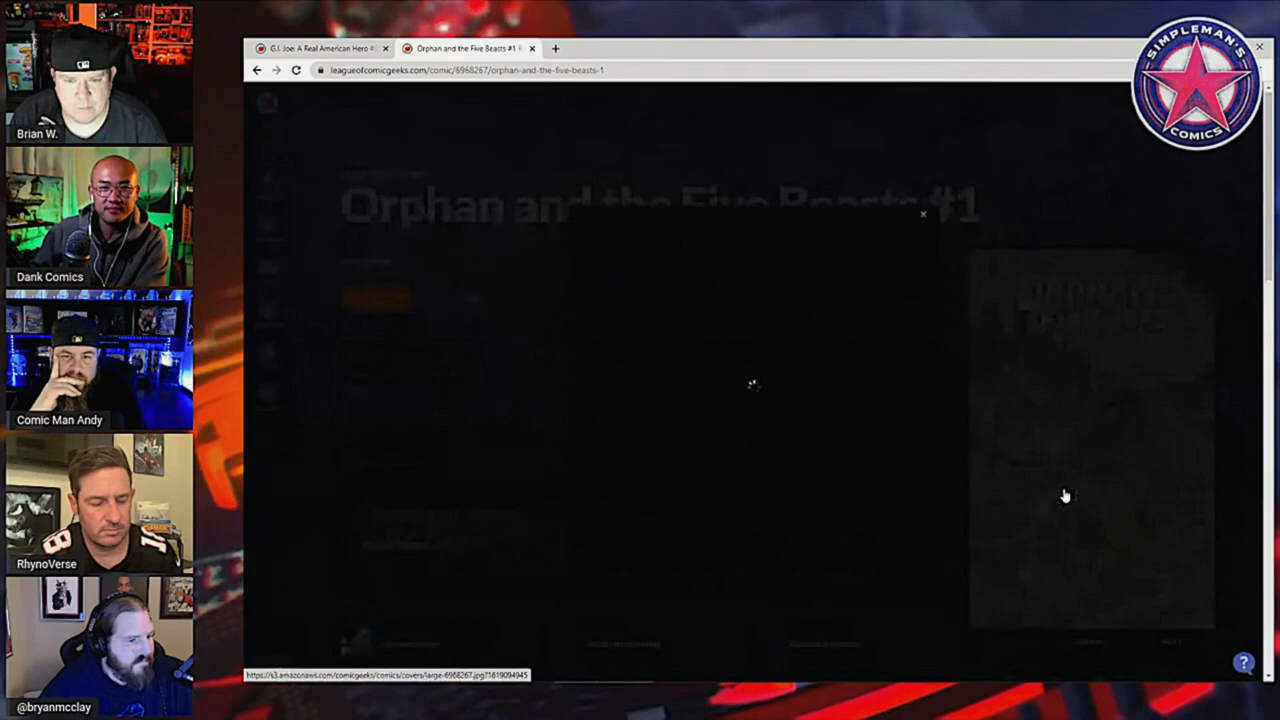 Brian W.
Dank Comics
Comic Man Andy
RhynoVerse
@bryanmcclay
G.I. Joe: A Real American Hero #
Orphan and the Five Beasts #1
leagueofcomicgeeks.com/comic/6968267/orphan-and-the-five-beasts-1
SIMPLEMAN'S
COMICS
Orphan and the Five Beasts #1
ORPHAN
https://s3.amazonaws.com/comicgeeks/comics/covers/large-6968267.jpg?1619094945
?